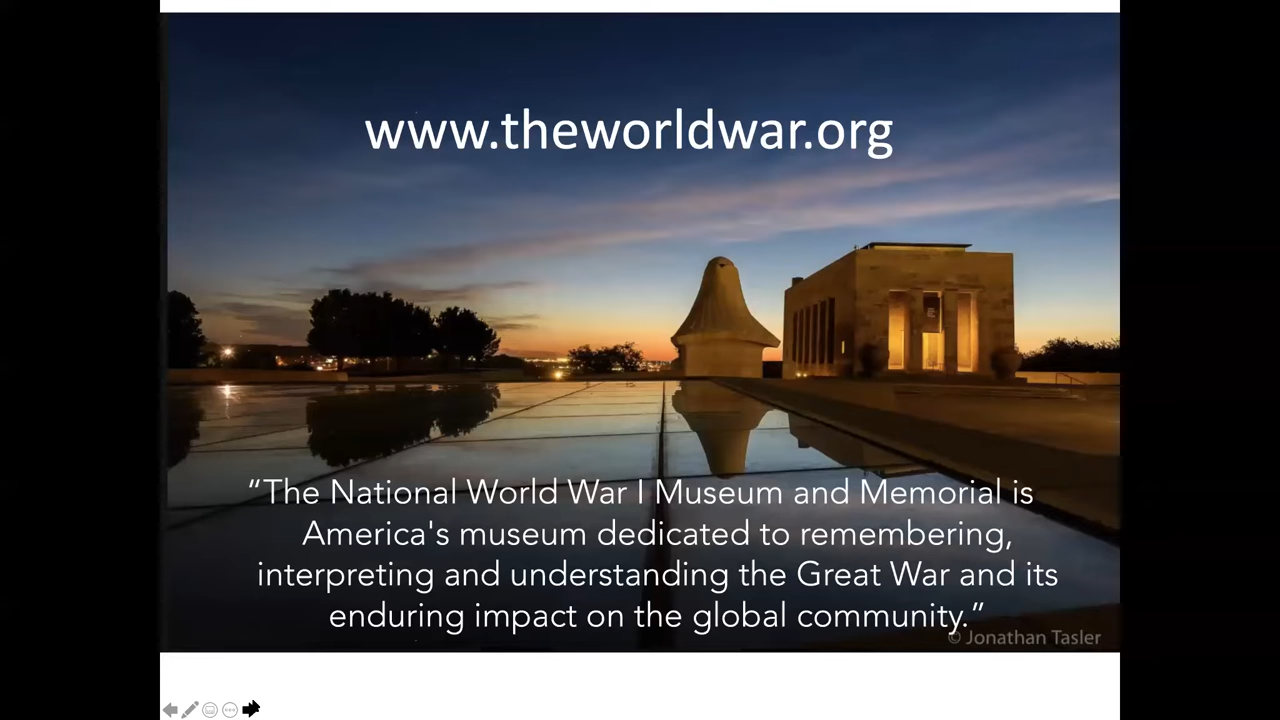 www.theworldwar.org
“The National World War I Museum and Memorial is
America's museum dedicated to remembering,
interpreting and understanding the Great War and its
enduring impact on the global community.”
© Jonathan Tasler